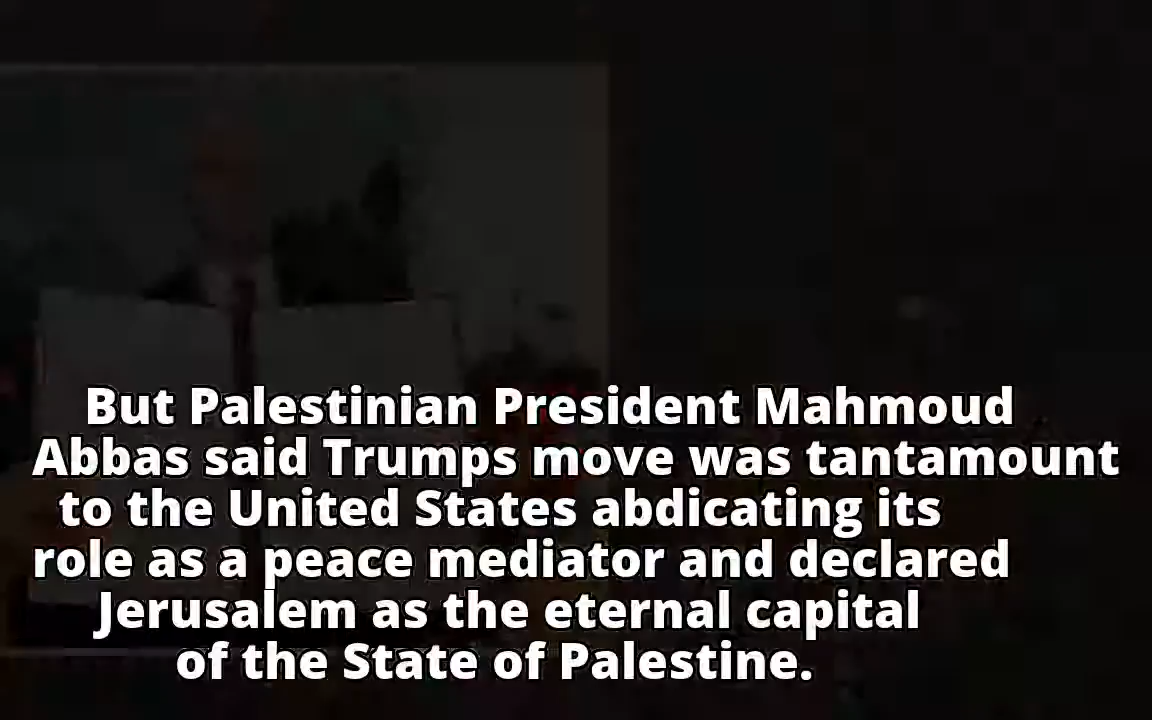 But Palestinian President Mahmoud
Abbas said Trumps move was tantamount
to the United States abdicating its
role as a peace mediator and declared
Jerusalem as the eternal capital
of the State of Palestine.